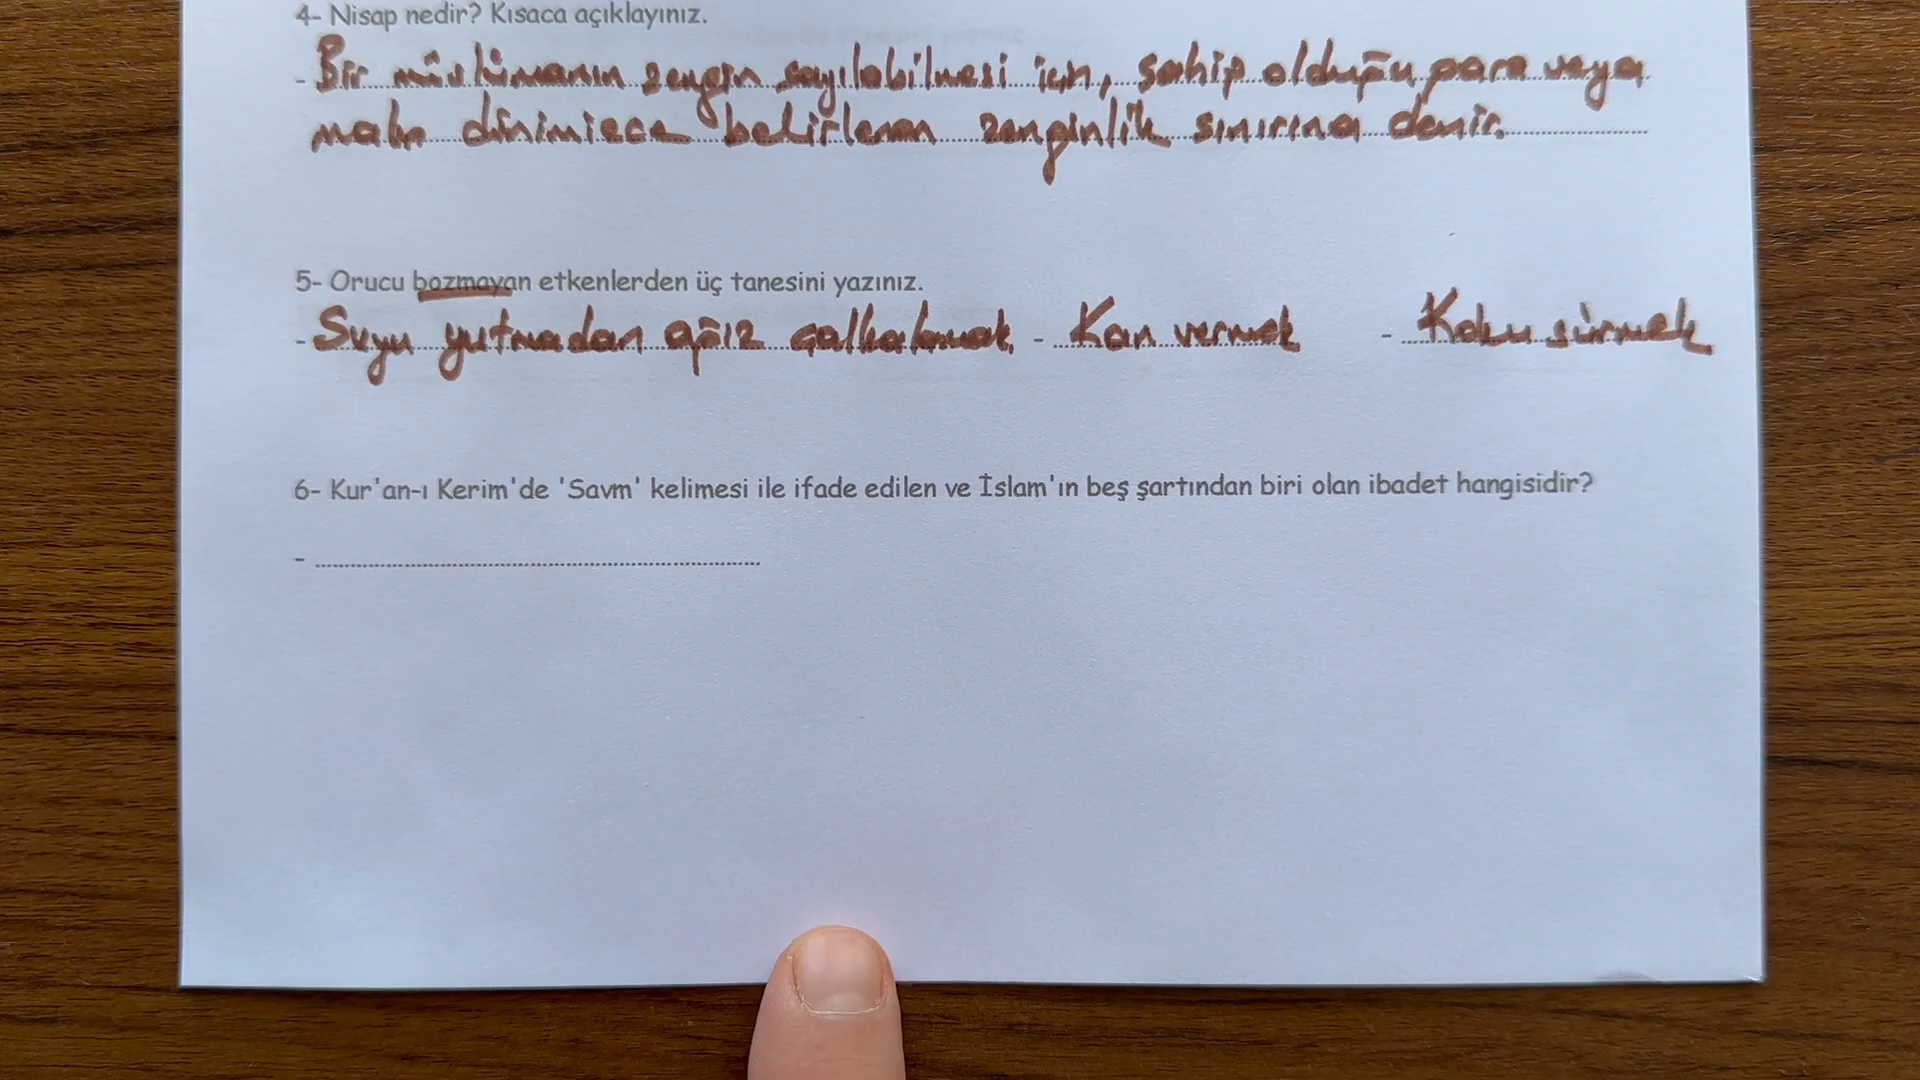 4- Nisap nedir? Kısaca açıklayınız.
- Bir müslümanın zengin sayılabilmesi için, sahip olduğu para veya
malın dinimizce belirlenen zenginlik sınırına denir.
5- Orucu bozmayan etkenlerden üç tanesini yazınız.
- Suyu yutmadan ağız çalkalamak - Kan vermek - Koku sürmek
6- Kur'an-ı Kerim'de 'Savm' kelimesi ile ifade edilen ve İslam'ın beş şartından biri olan ibadet hangisidir?
-